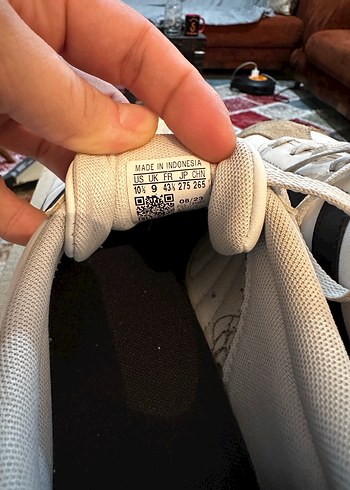 MADE IN INDONESIA
US UK FR JP CHN
10½ 9 43⅓ 275 265
08/23